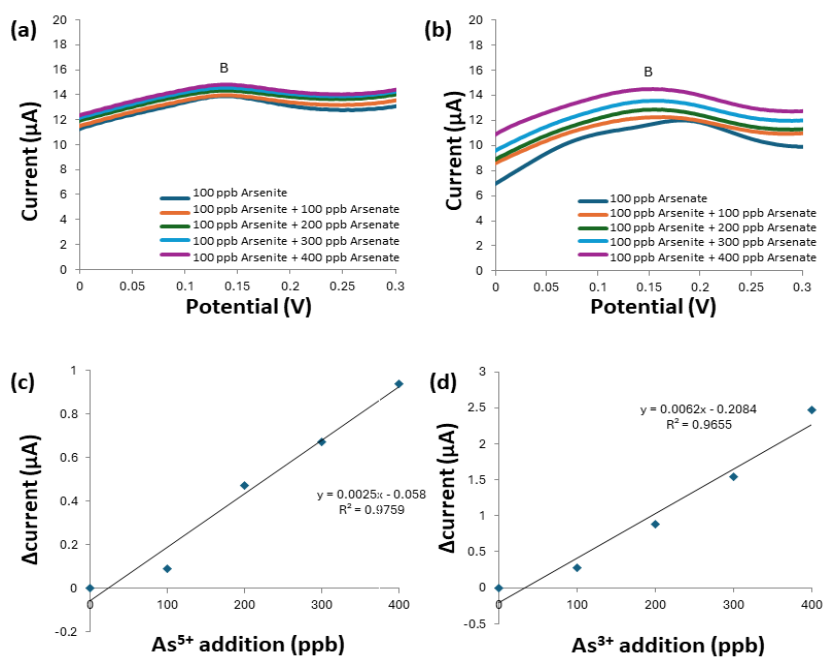 (a)
20
18
16
14
12
10
8
6
4
2
0
Current (µA)
B
100 ppb Arsenite
100 ppb Arsenite + 100 ppb Arsenate
100 ppb Arsenite + 200 ppb Arsenate
100 ppb Arsenite + 300 ppb Arsenate
100 ppb Arsenite + 400 ppb Arsenate
0 0.05 0.1 0.15 0.2 0.25 0.3
Potential (V)
(b)
20
18
16
14
12
10
8
6
4
2
0
Current (µA)
B
100 ppb Arsenate
100 ppb Arsenite + 100 ppb Arsenate
100 ppb Arsenite + 200 ppb Arsenate
100 ppb Arsenite + 300 ppb Arsenate
100 ppb Arsenite + 400 ppb Arsenate
0 0.05 0.1 0.15 0.2 0.25 0.3
Potential (V)
(c)
1
0.8
0.6
0.4
0.2
0
-0.2
Δcurrent (µA)
y = 0.0025x - 0.058
R² = 0.9759
0 100 200 300 400
As⁵⁺ addition (ppb)
(d)
3
2.5
2
1.5
1
0.5
0
-0.5
Δcurrent (µA)
y = 0.0062x - 0.2084
R² = 0.9655
0 100 200 300 400
As³⁺ addition (ppb)